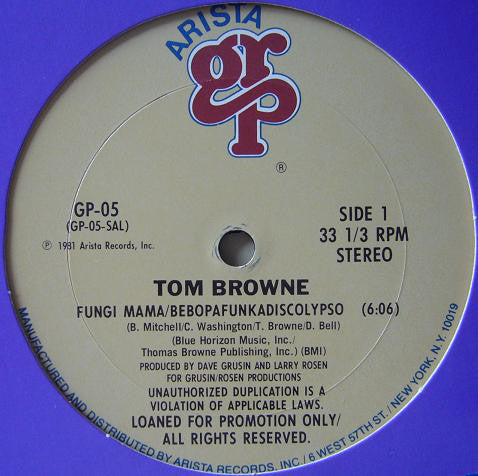 ARISTA
grp
®
GP-05
(GP-05-SAL)
℗ 1981 Arista Records, Inc.
SIDE 1
33 1/3 RPM
STEREO
TOM BROWNE
FUNGI MAMA/BEBOPAFUNKADISCOLYPSO (6:06)
(B. Mitchell/C. Washington/T. Browne/D. Bell)
(Blue Horizon Music, Inc./
Thomas Browne Publishing, Inc.) (BMI)
PRODUCED BY DAVE GRUSIN AND LARRY ROSEN
FOR GRUSIN/ROSEN PRODUCTIONS
UNAUTHORIZED DUPLICATION IS A
VIOLATION OF APPLICABLE LAWS.
LOANED FOR PROMOTION ONLY/
ALL RIGHTS RESERVED.
MANUFACTURED AND DISTRIBUTED BY ARISTA RECORDS, INC./6 WEST 57TH ST./NEW YORK, N.Y. 10019